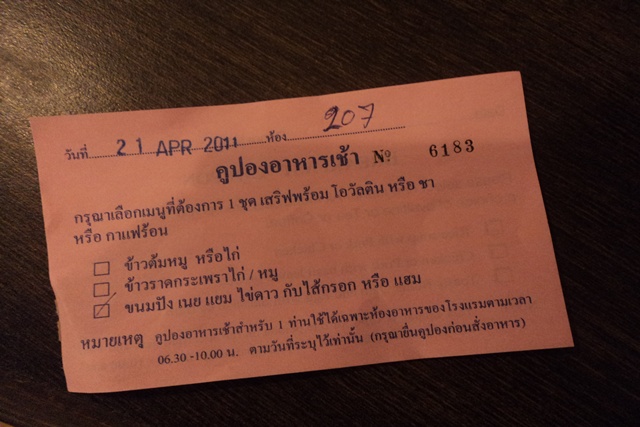 วันที่ 21 APR 2011 ห้อง 207
คูปองอาหารเช้า Nº 6183
กรุณาเลือกเมนูที่ต้องการ 1 ชุด เสริฟพร้อม โอวัลติน หรือ ชา
หรือ กาแฟร้อน
ข้าวต้มหมู หรือไก่
ข้าวราดกระเพราไก่ / หมู
ขนมปัง เนย แยม ไข่ดาว กับไส้กรอก หรือ แฮม
หมายเหตุ คูปองอาหารเช้าสำหรับ 1 ท่านใช้ได้เฉพาะห้องอาหารของโรงแรมตามเวลา
06.30 -10.00 น. ตามวันที่ระบุไว้เท่านั้น (กรุณายื่นคูปองก่อนสั่งอาหาร)